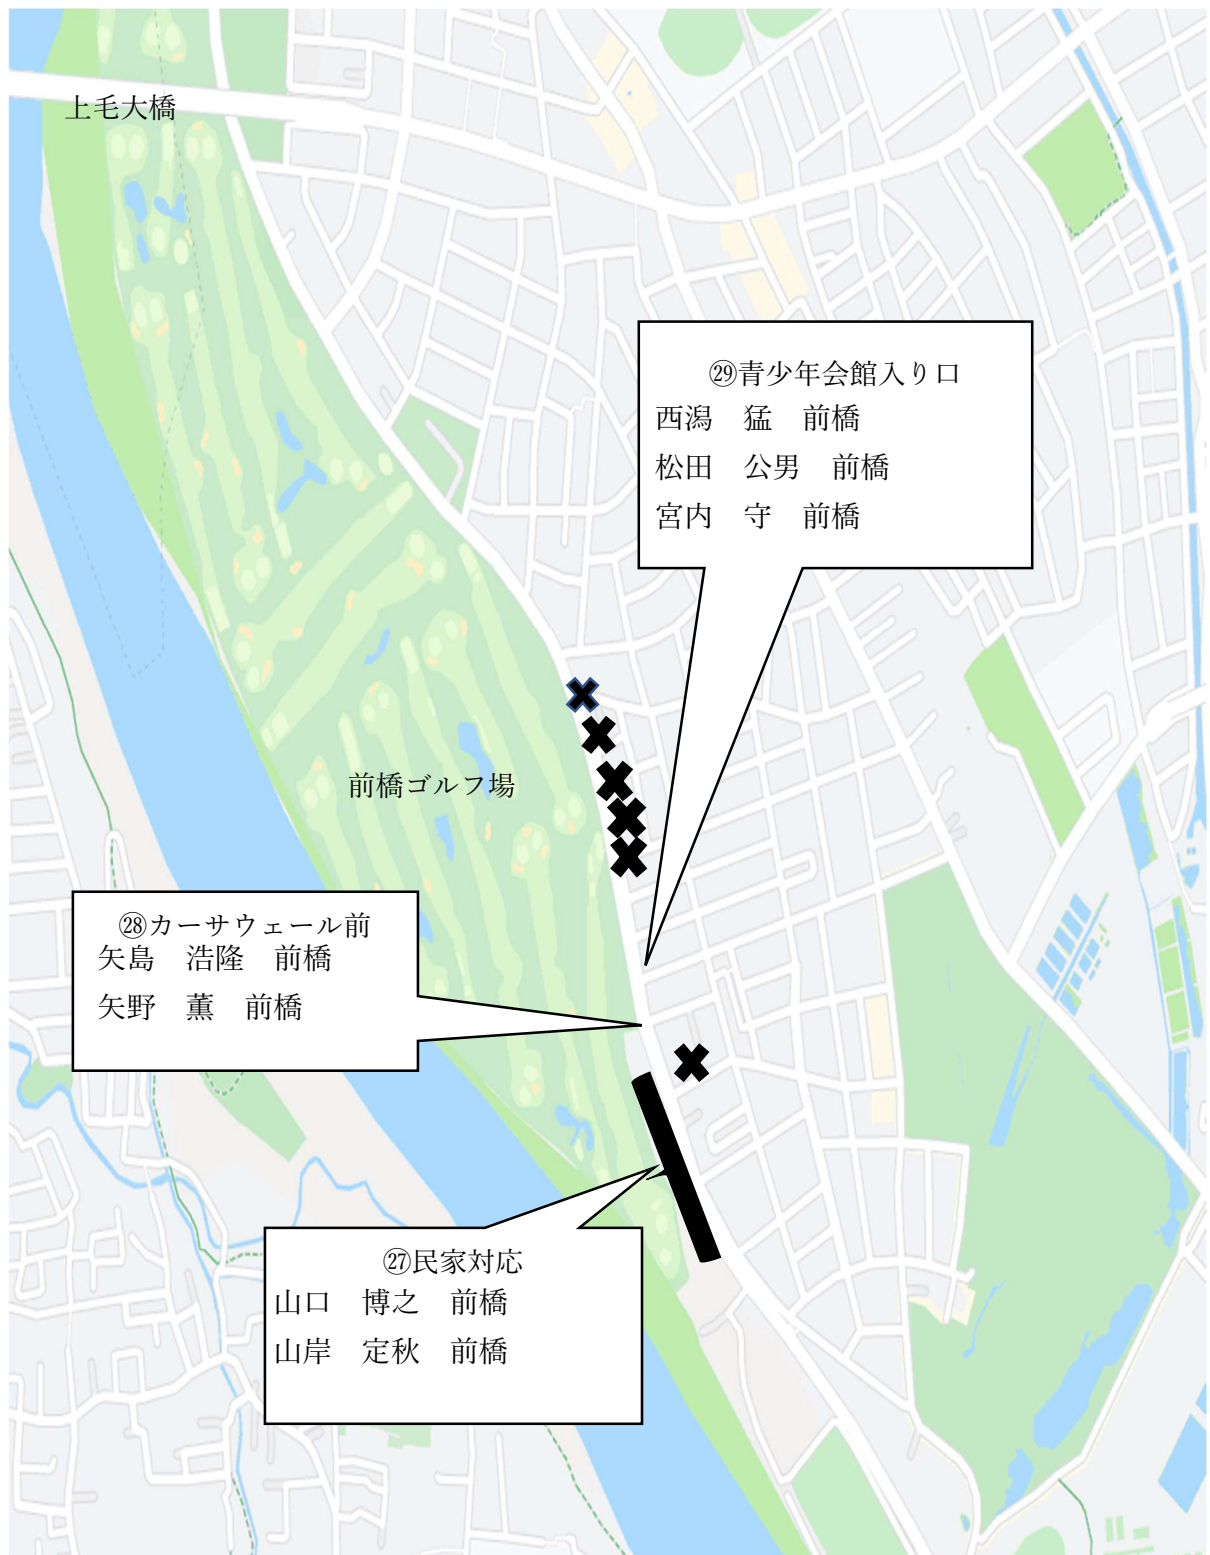 上毛大橋
㉙青少年会館入り口
西潟　猛　前橋
松田　公男　前橋
宮内　守　前橋
前橋ゴルフ場
㉘カーサウェール前
矢島　浩隆　前橋
矢野　薫　前橋
㉗民家対応
山口　博之　前橋
山岸　定秋　前橋